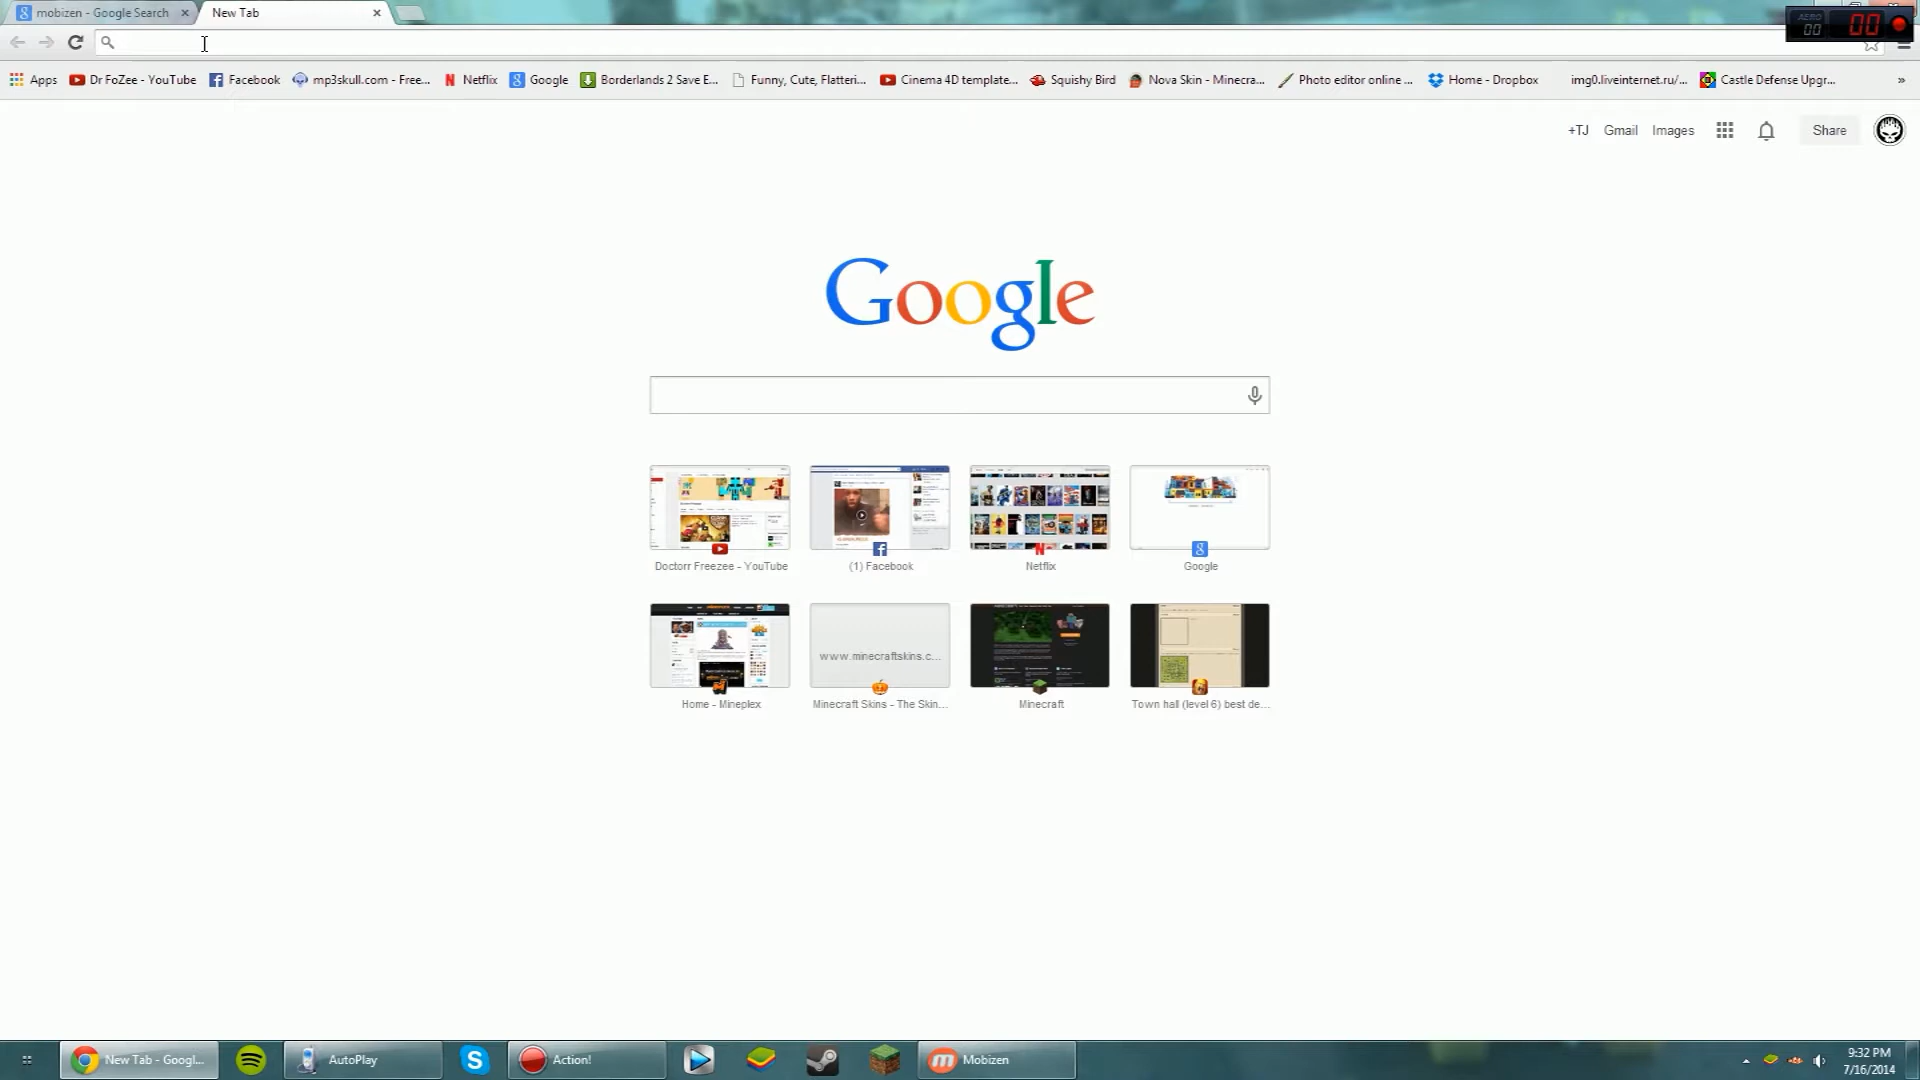 mobizen - Google Search
New Tab
AERO
00
00
Apps
Dr FoZee - YouTube
Facebook
mp3skull.com - Free...
Netflix
Google
Borderlands 2 Save E...
Funny, Cute, Flatteri...
Cinema 4D template...
Squishy Bird
Nova Skin - Minecra...
Photo editor online ...
Home - Dropbox
img0.liveinternet.ru/...
Castle Defense Upgr...
»
+TJ
Gmail
Images
Share
Google
Doctorr Freezee - YouTube
(1) Facebook
Netflix
Google
www.minecraftskins.c...
Home - Mineplex
Minecraft Skins - The Skin...
Minecraft
Town hall (level 6) best de...
New Tab - Googl...
AutoPlay
Action!
Mobizen
9:32 PM
7/16/2014